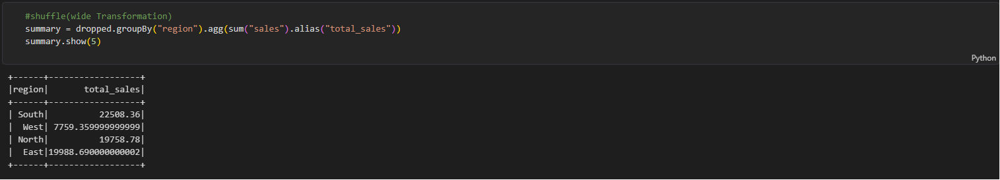 #shuffle(wide Transformation)
summary = dropped.groupBy("region").agg(sum("sales").alias("total_sales"))
summary.show(5)
Python
+------+------------------+
|region|       total_sales|
+------+------------------+
| South|          22508.36|
|  West| 7759.359999999999|
| North|          19758.78|
|  East|19988.690000000002|
+------+------------------+